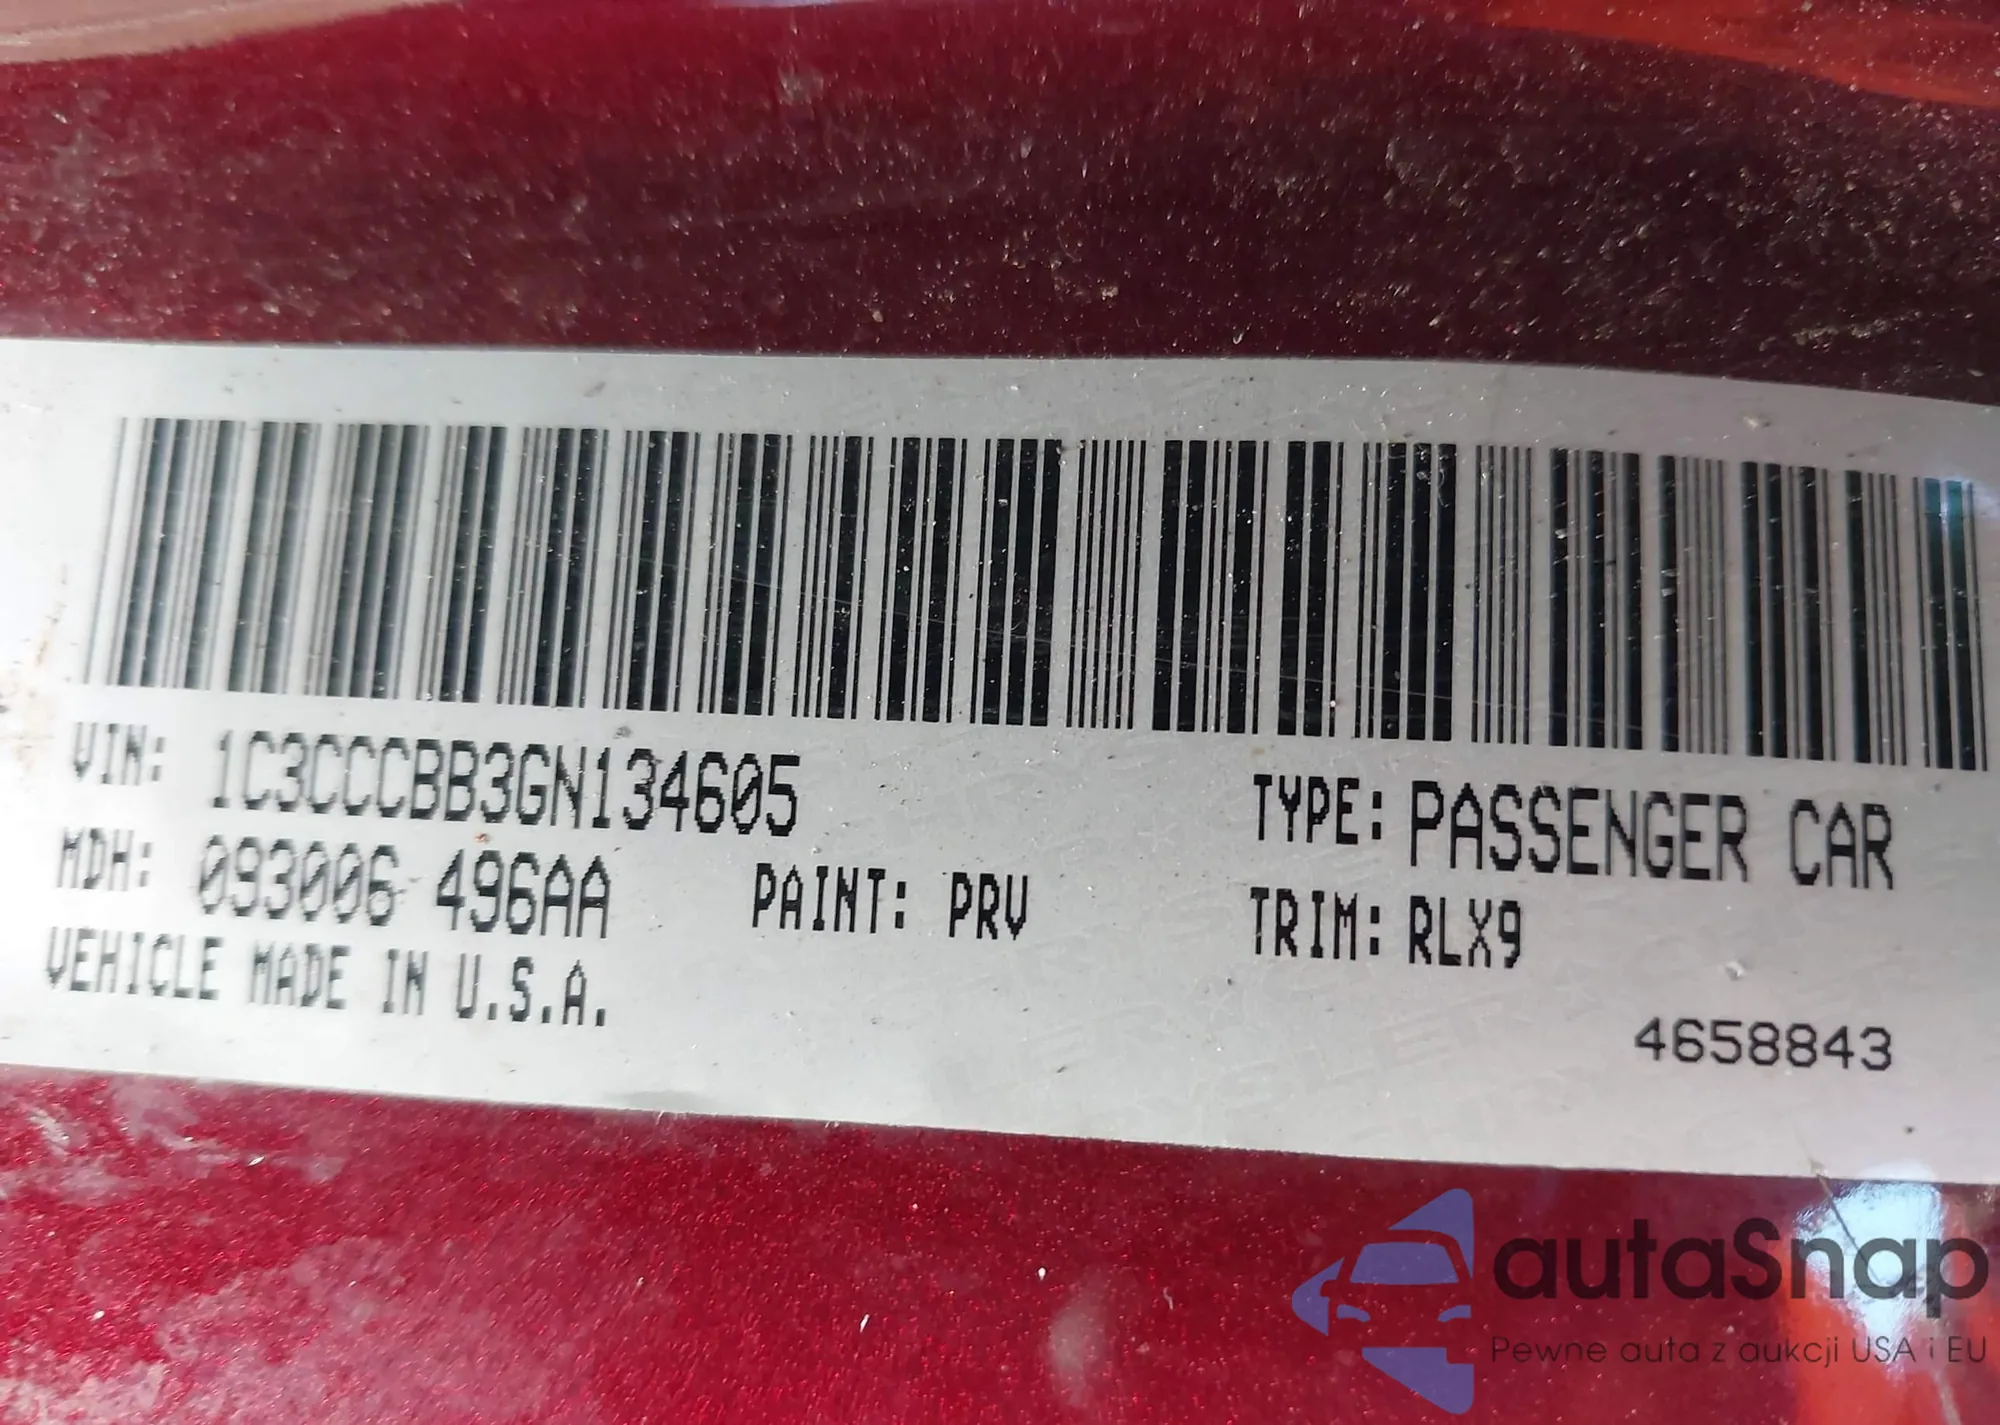 VIN: 1C3CCCBB3GN134605
TYPE: PASSENGER CAR
MDH: 093006 496AA
PAINT: PRV
TRIM: RLX9
VEHICLE MADE IN U.S.A.
4658843
autaSnap
Pewne auta z aukcji USA i EU